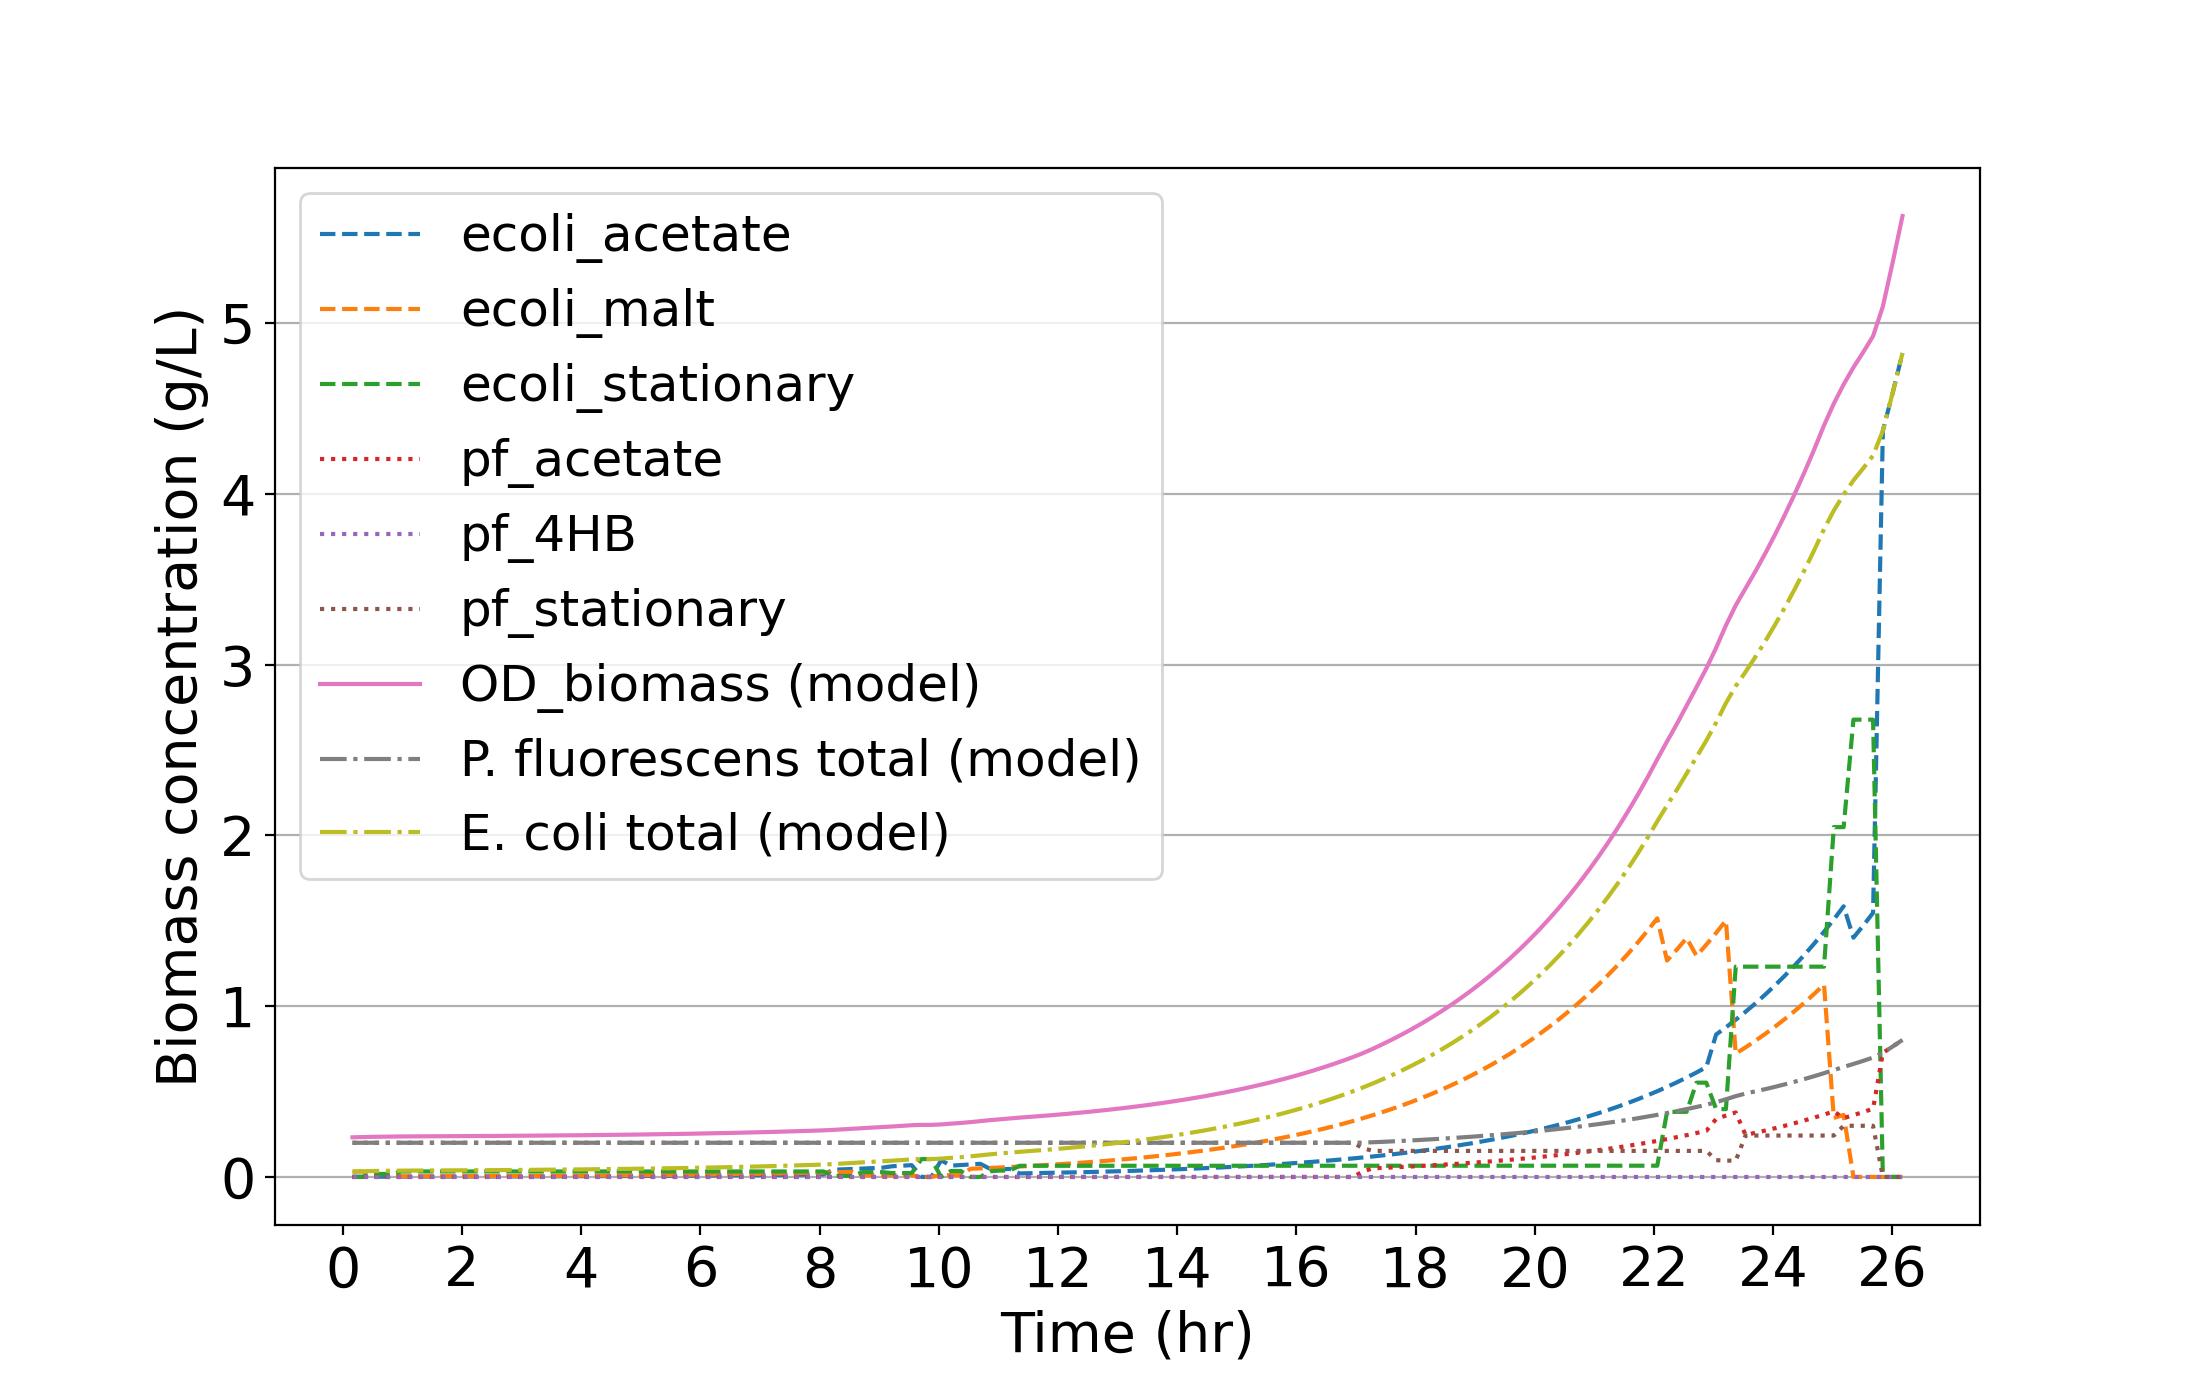 ecoli_acetate
ecoli_malt
ecoli_stationary
pf_acetate
pf_4HB
pf_stationary
OD_biomass (model)
P. fluorescens total (model)
E. coli total (model)
Biomass concentration (g/L)
5
4
3
2
1
0
0 2 4 6 8 10 12 14 16 18 20 22 24 26
Time (hr)